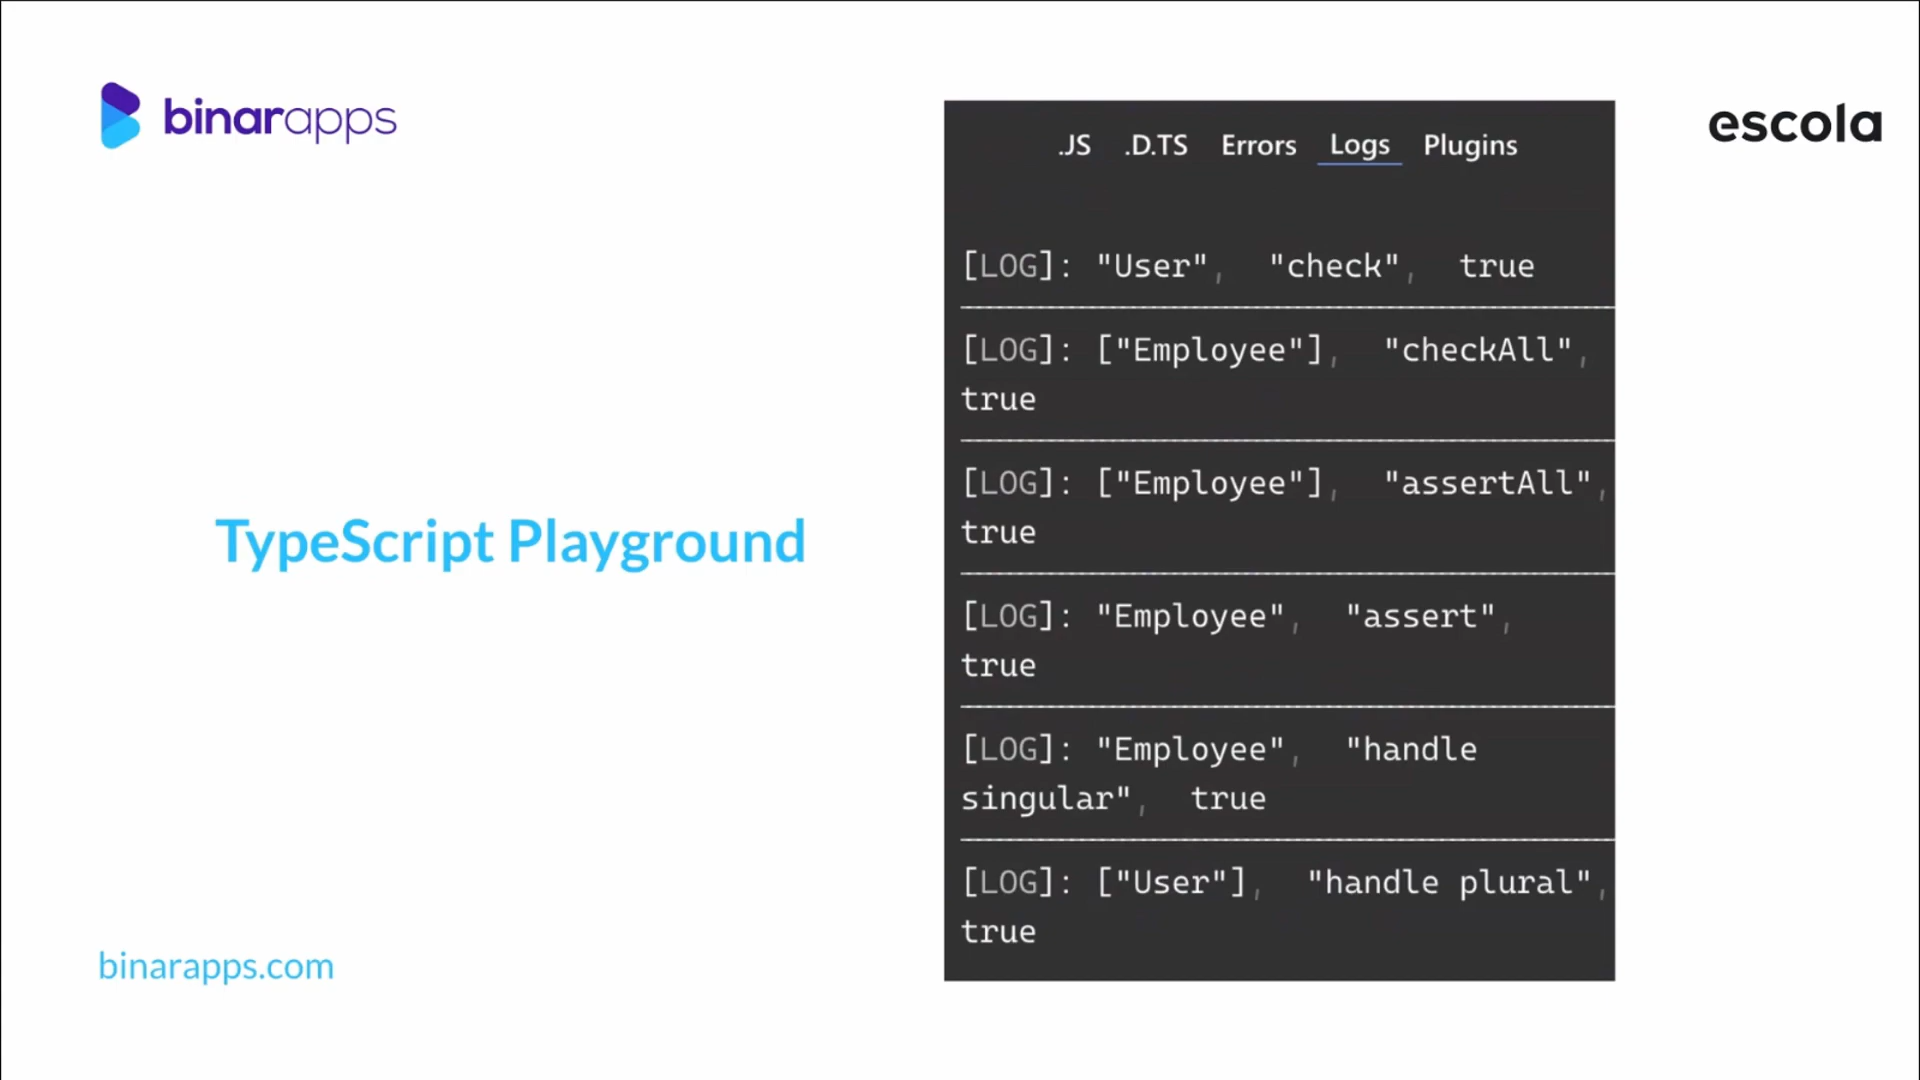 binarapps
escola
.JS .D.TS Errors Logs Plugins
[LOG]: "User", "check", true
[LOG]: ["Employee"], "checkAll",
true
[LOG]: ["Employee"], "assertAll",
true
[LOG]: "Employee", "assert",
true
[LOG]: "Employee", "handle
singular", true
[LOG]: ["User"], "handle plural",
true
TypeScript Playground
binarapps.com